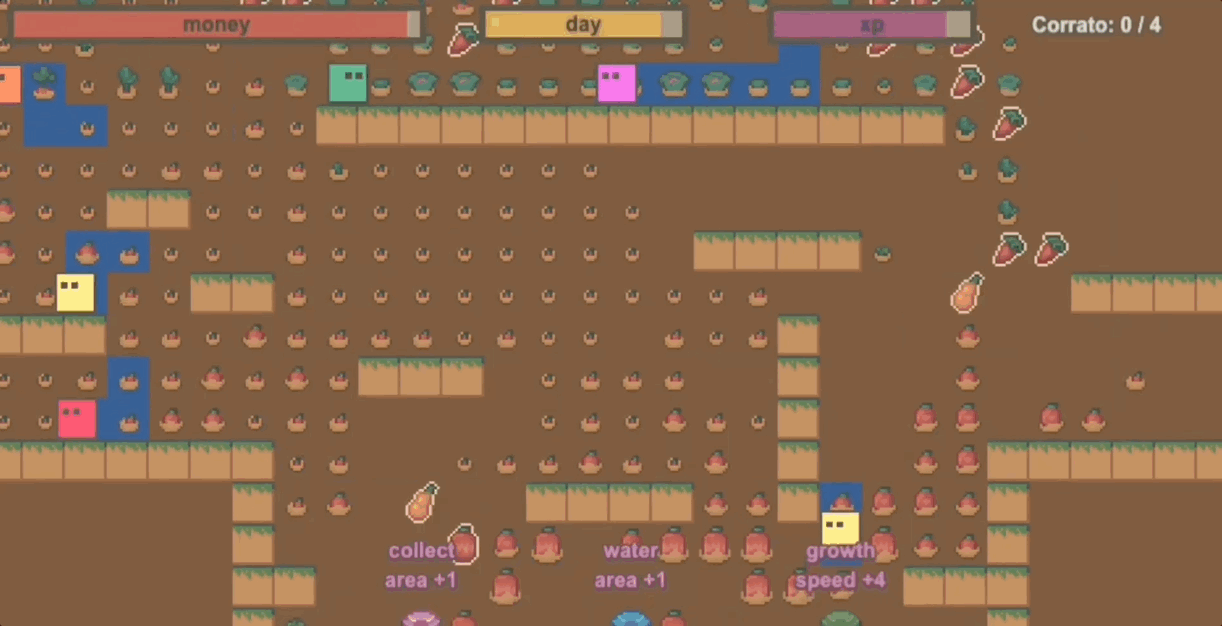 money
day
xp
Corrato: 0 / 4
collect
area +1
water
area +1
growth
speed +4